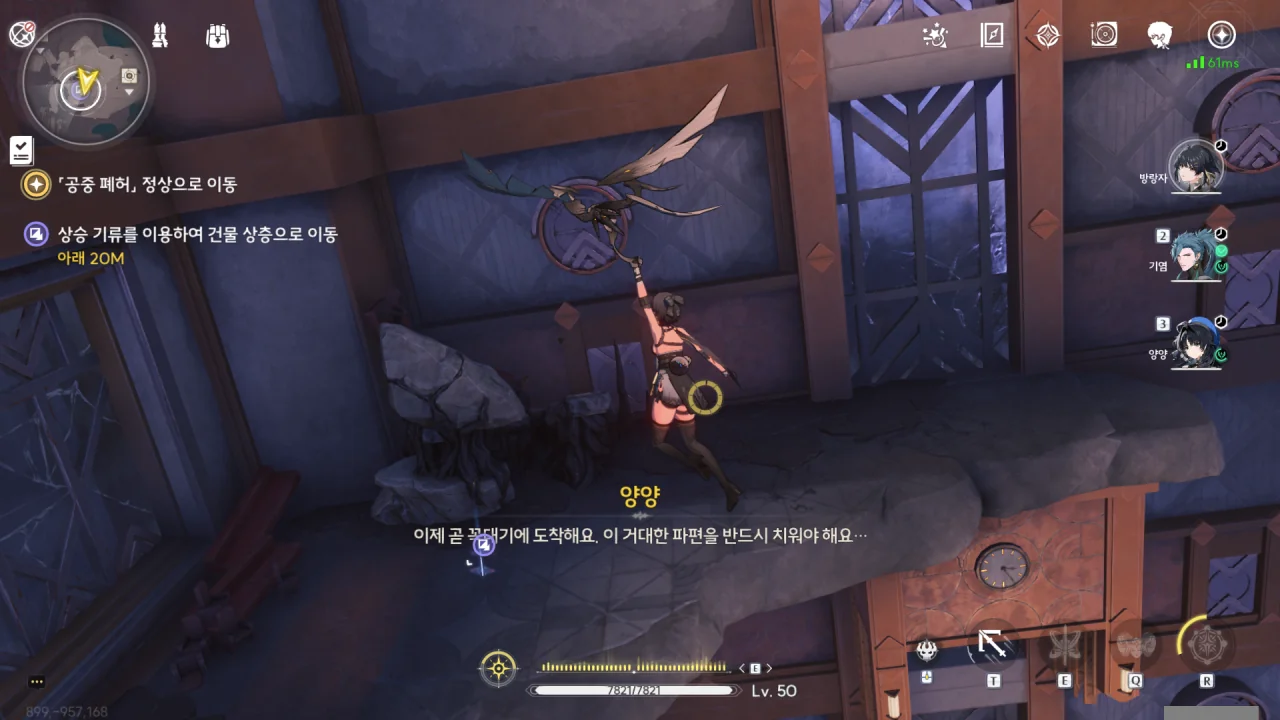 61ms
「공중 폐허」 정상으로 이동
상승 기류를 이용하여 건물 상층으로 이동
아래 20M
방랑자
2
기염
3
양양
양양
이제 곧 꼭대기에 도착해요. 이 거대한 파편을 반드시 치워야 해요…
E
7821/7821
Lv. 50
T
E
Q
R
899,-957,168